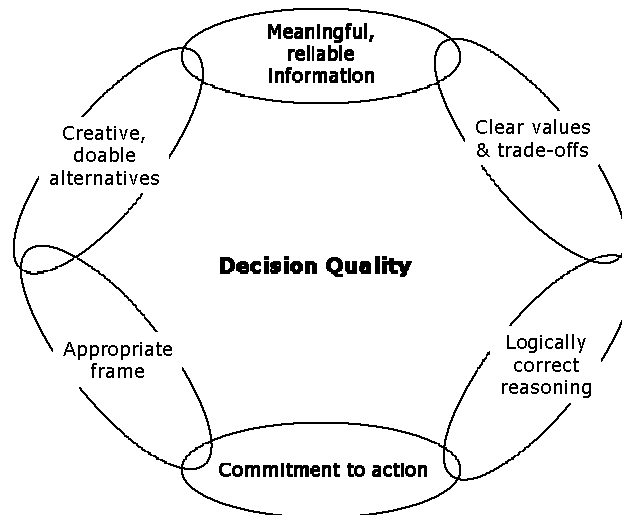 Meaningful,
reliable
information
Creative,
doable
alternatives
Clear values
& trade-offs
Decision Quality
Appropriate
frame
Logically
correct
reasoning
Commitment to action